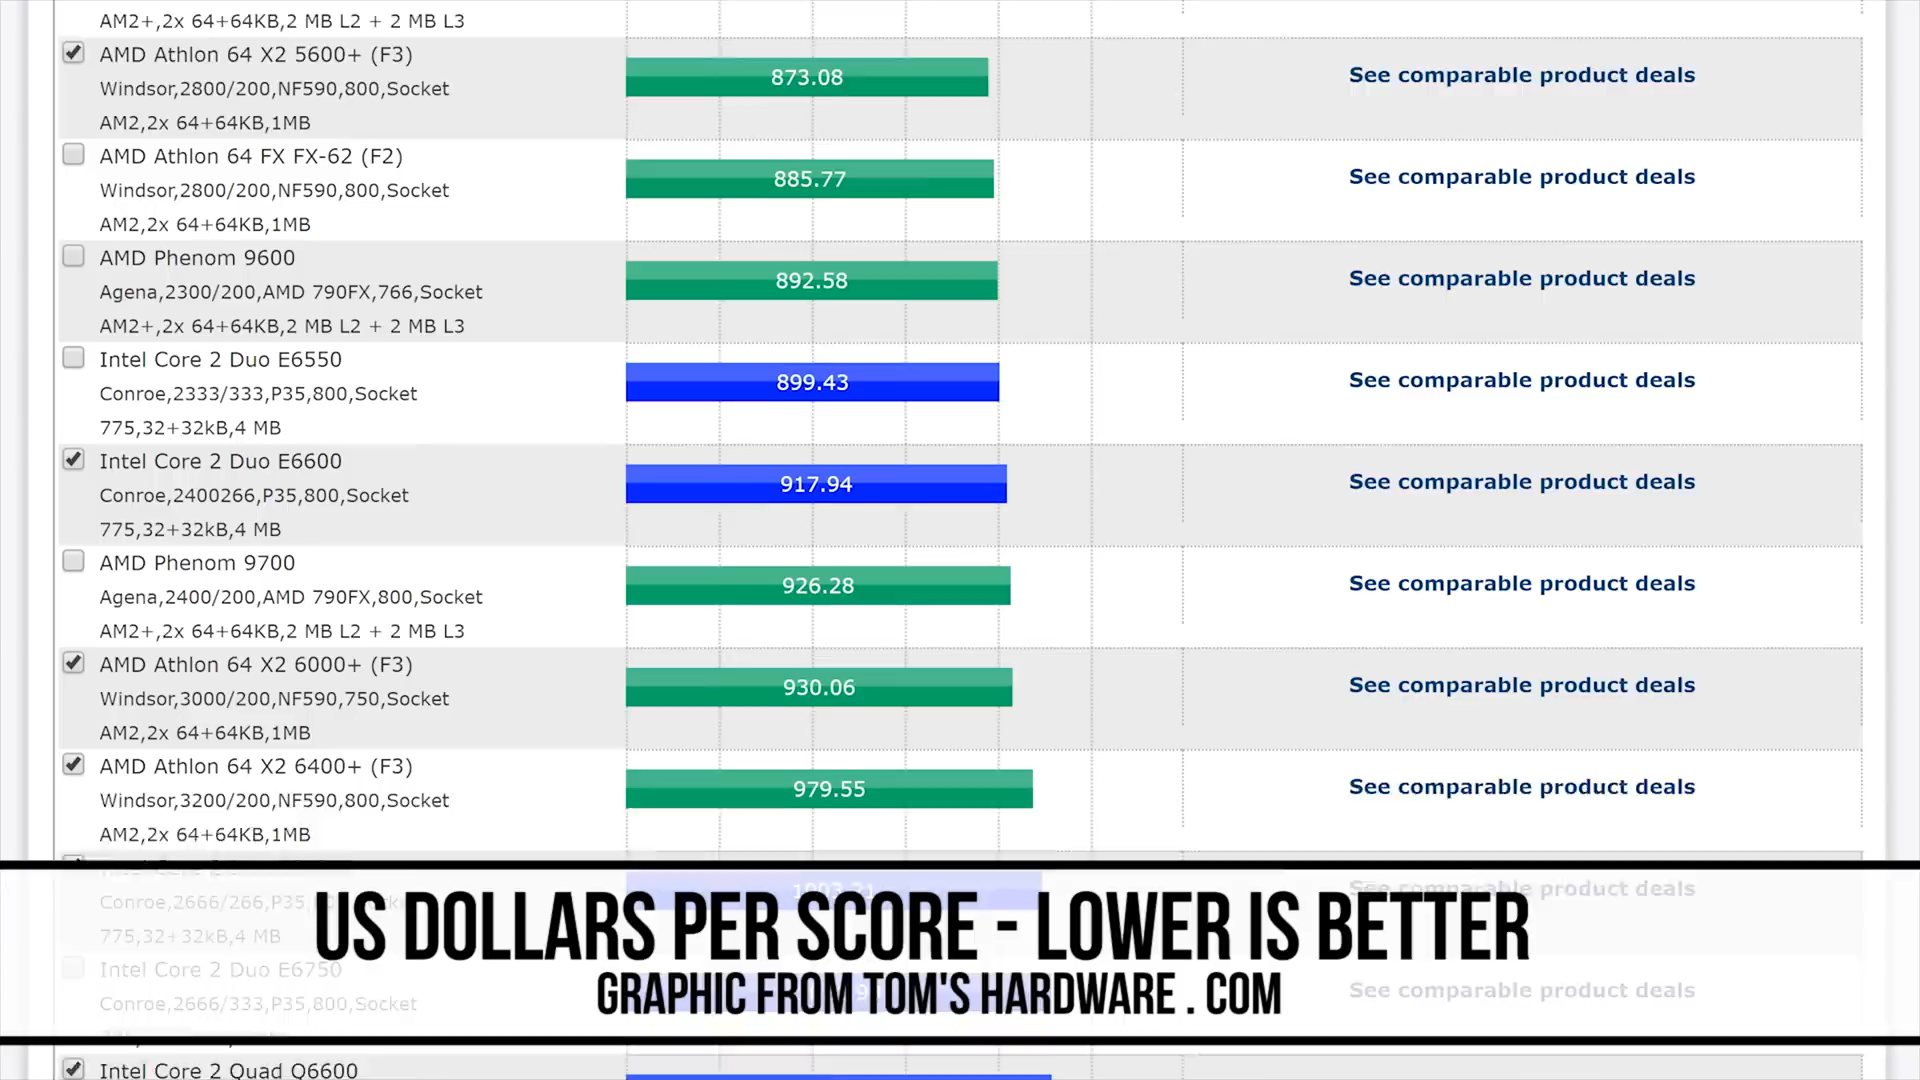 AM2+,2x 64+64KB,2 MB L2 + 2 MB L3
AMD Athlon 64 X2 5600+ (F3)
Windsor,2800/200,NF590,800,Socket
AM2,2x 64+64KB,1MB
873.08
See comparable product deals
AMD Athlon 64 FX FX-62 (F2)
Windsor,2800/200,NF590,800,Socket
AM2,2x 64+64KB,1MB
885.77
See comparable product deals
AMD Phenom 9600
Agena,2300/200,AMD 790FX,766,Socket
AM2+,2x 64+64KB,2 MB L2 + 2 MB L3
892.58
See comparable product deals
Intel Core 2 Duo E6550
Conroe,2333/333,P35,800,Socket
775,32+32kB,4 MB
899.43
See comparable product deals
Intel Core 2 Duo E6600
Conroe,2400266,P35,800,Socket
775,32+32kB,4 MB
917.94
See comparable product deals
AMD Phenom 9700
Agena,2400/200,AMD 790FX,800,Socket
AM2+,2x 64+64KB,2 MB L2 + 2 MB L3
926.28
See comparable product deals
AMD Athlon 64 X2 6000+ (F3)
Windsor,3000/200,NF590,750,Socket
AM2,2x 64+64KB,1MB
930.06
See comparable product deals
AMD Athlon 64 X2 6400+ (F3)
Windsor,3200/200,NF590,800,Socket
AM2,2x 64+64KB,1MB
979.55
See comparable product deals
Conroe,2666/266,P35
775,32+32kB,4 MB
See comparable product deals
US DOLLARS PER SCORE - LOWER IS BETTER
GRAPHIC FROM TOM'S HARDWARE . COM
Intel Core 2 Duo E6750
Conroe,2666/333,P35,800,Socket
See comparable product deals
Intel Core 2 Quad Q6600